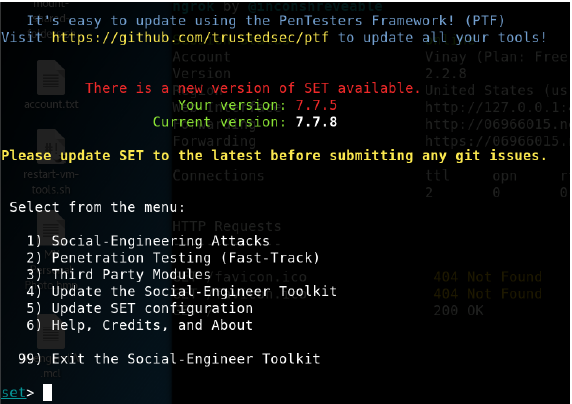 ngrok by @inconshreveable
It's easy to update using the PenTesters Framework! (PTF)
Visit https://github.com/trustedsec/ptf to update all your tools!
Account Vinay (Plan: Free
Version 2.2.8
account.txt
United States (us
There is a new version of SET available.
Your version: 7.7.5
http://127.0.0.1:
Current version: 7.7.8
http://06966015.n
Forwarding https://06966015.n
Please update SET to the latest before submitting any git issues.
Connections ttl opn r
restart-vm-
tools.sh
2 0 0
Select from the menu:
HTTP Requests
1) Social-Engineering Attacks
2) Penetration Testing (Fast-Track)
3) Third Party Modules
favicon.ico 404 Not Found
4) Update the Social-Engineer Toolkit
404 Not Found
5) Update SET configuration
200 OK
6) Help, Credits, and About
99) Exit the Social-Engineer Toolkit
.mcl
set>